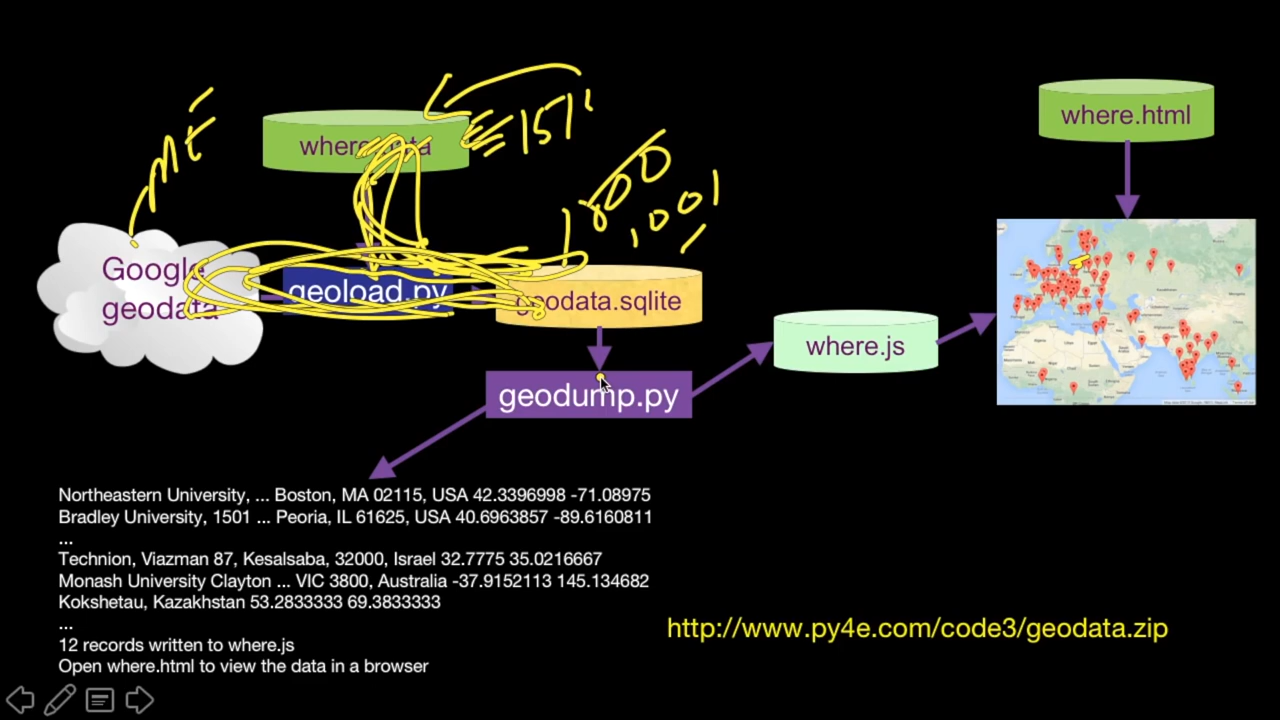 where.html
Google
geodata
geoload.py
geodata.sqlite
where.js
geodump.py
Northeastern University, ... Boston, MA 02115, USA 42.3396998 -71.08975
Bradley University, 1501 ... Peoria, IL 61625, USA 40.6963857 -89.6160811
...
Technion, Viazman 87, Kesalsaba, 32000, Israel 32.7775 35.0216667
Monash University Clayton ... VIC 3800, Australia -37.9152113 145.134682
Kokshetau, Kazakhstan 53.2833333 69.3833333
...
12 records written to where.js
Open where.html to view the data in a browser
http://www.py4e.com/code3/geodata.zip